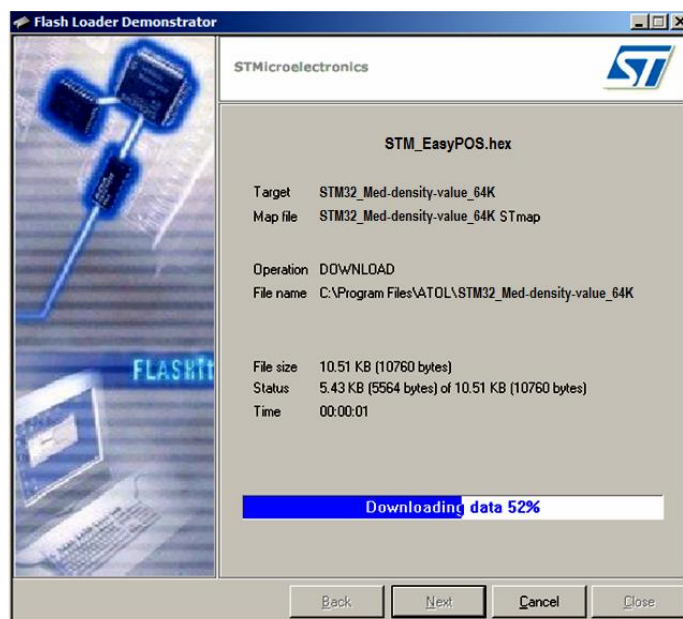 Flash Loader Demonstrator
STMicroelectronics
ST
STM_EasyPOS.hex
Target STM32_Med-density-value_64K
Map file STM32_Med-density-value_64K STmap
Operation DOWNLOAD
File name C:\Program Files\ATOL\STM32_Med-density-value_64K
FLASHit
File size 10.51 KB (10760 bytes)
Status 5.43 KB (5564 bytes) of 10.51 KB (10760 bytes)
Time 00:00:01
Downloading data 52%
Back Next Cancel Close